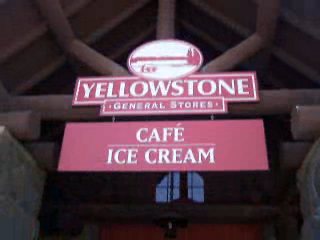 YELLOWSTONE
· GENERAL STORES ·
CAFÉ
ICE CREAM